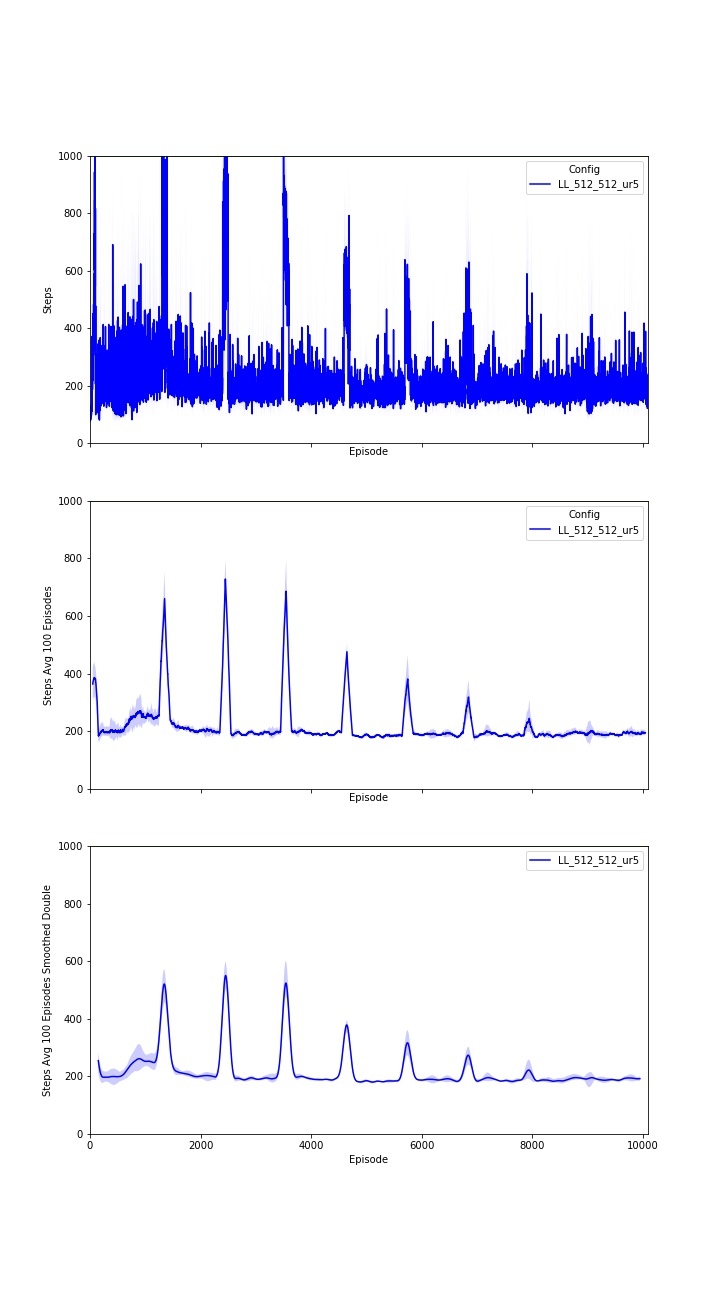 1000
800
600
400
200
0
Steps
Config
LL_512_512_ur5
Episode
1000
800
600
400
200
0
Steps Avg 100 Episodes
Config
LL_512_512_ur5
Episode
1000
800
600
400
200
0
Steps Avg 100 Episodes Smoothed Double
LL_512_512_ur5
0 2000 4000 6000 8000 10000
Episode